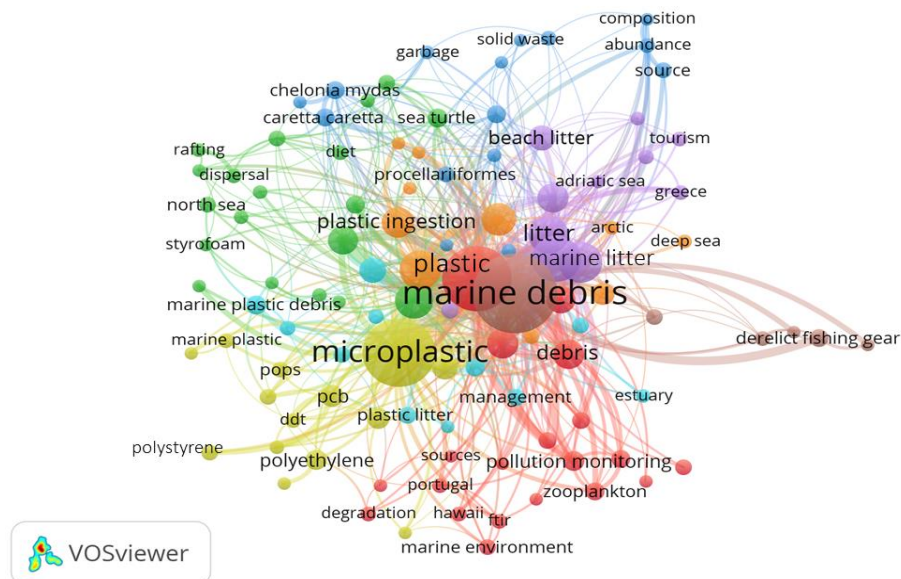 composition
solid waste
abundance
garbage
source
chelonia mydas
caretta caretta
sea turtle
beach litter
tourism
rafting
diet
dispersal
procellariiformes
adriatic sea
greece
north sea
plastic ingestion
litter
arctic
styrofoam
deep sea
plastic
marine litter
marine debris
marine plastic debris
derelict fishing gear
marine plastic
microplastic
debris
pops
pcb
management
estuary
ddt
plastic litter
polystyrene
sources
polyethylene
pollution monitoring
portugal
zooplankton
degradation
hawaii
ftir
marine environment
VOSviewer